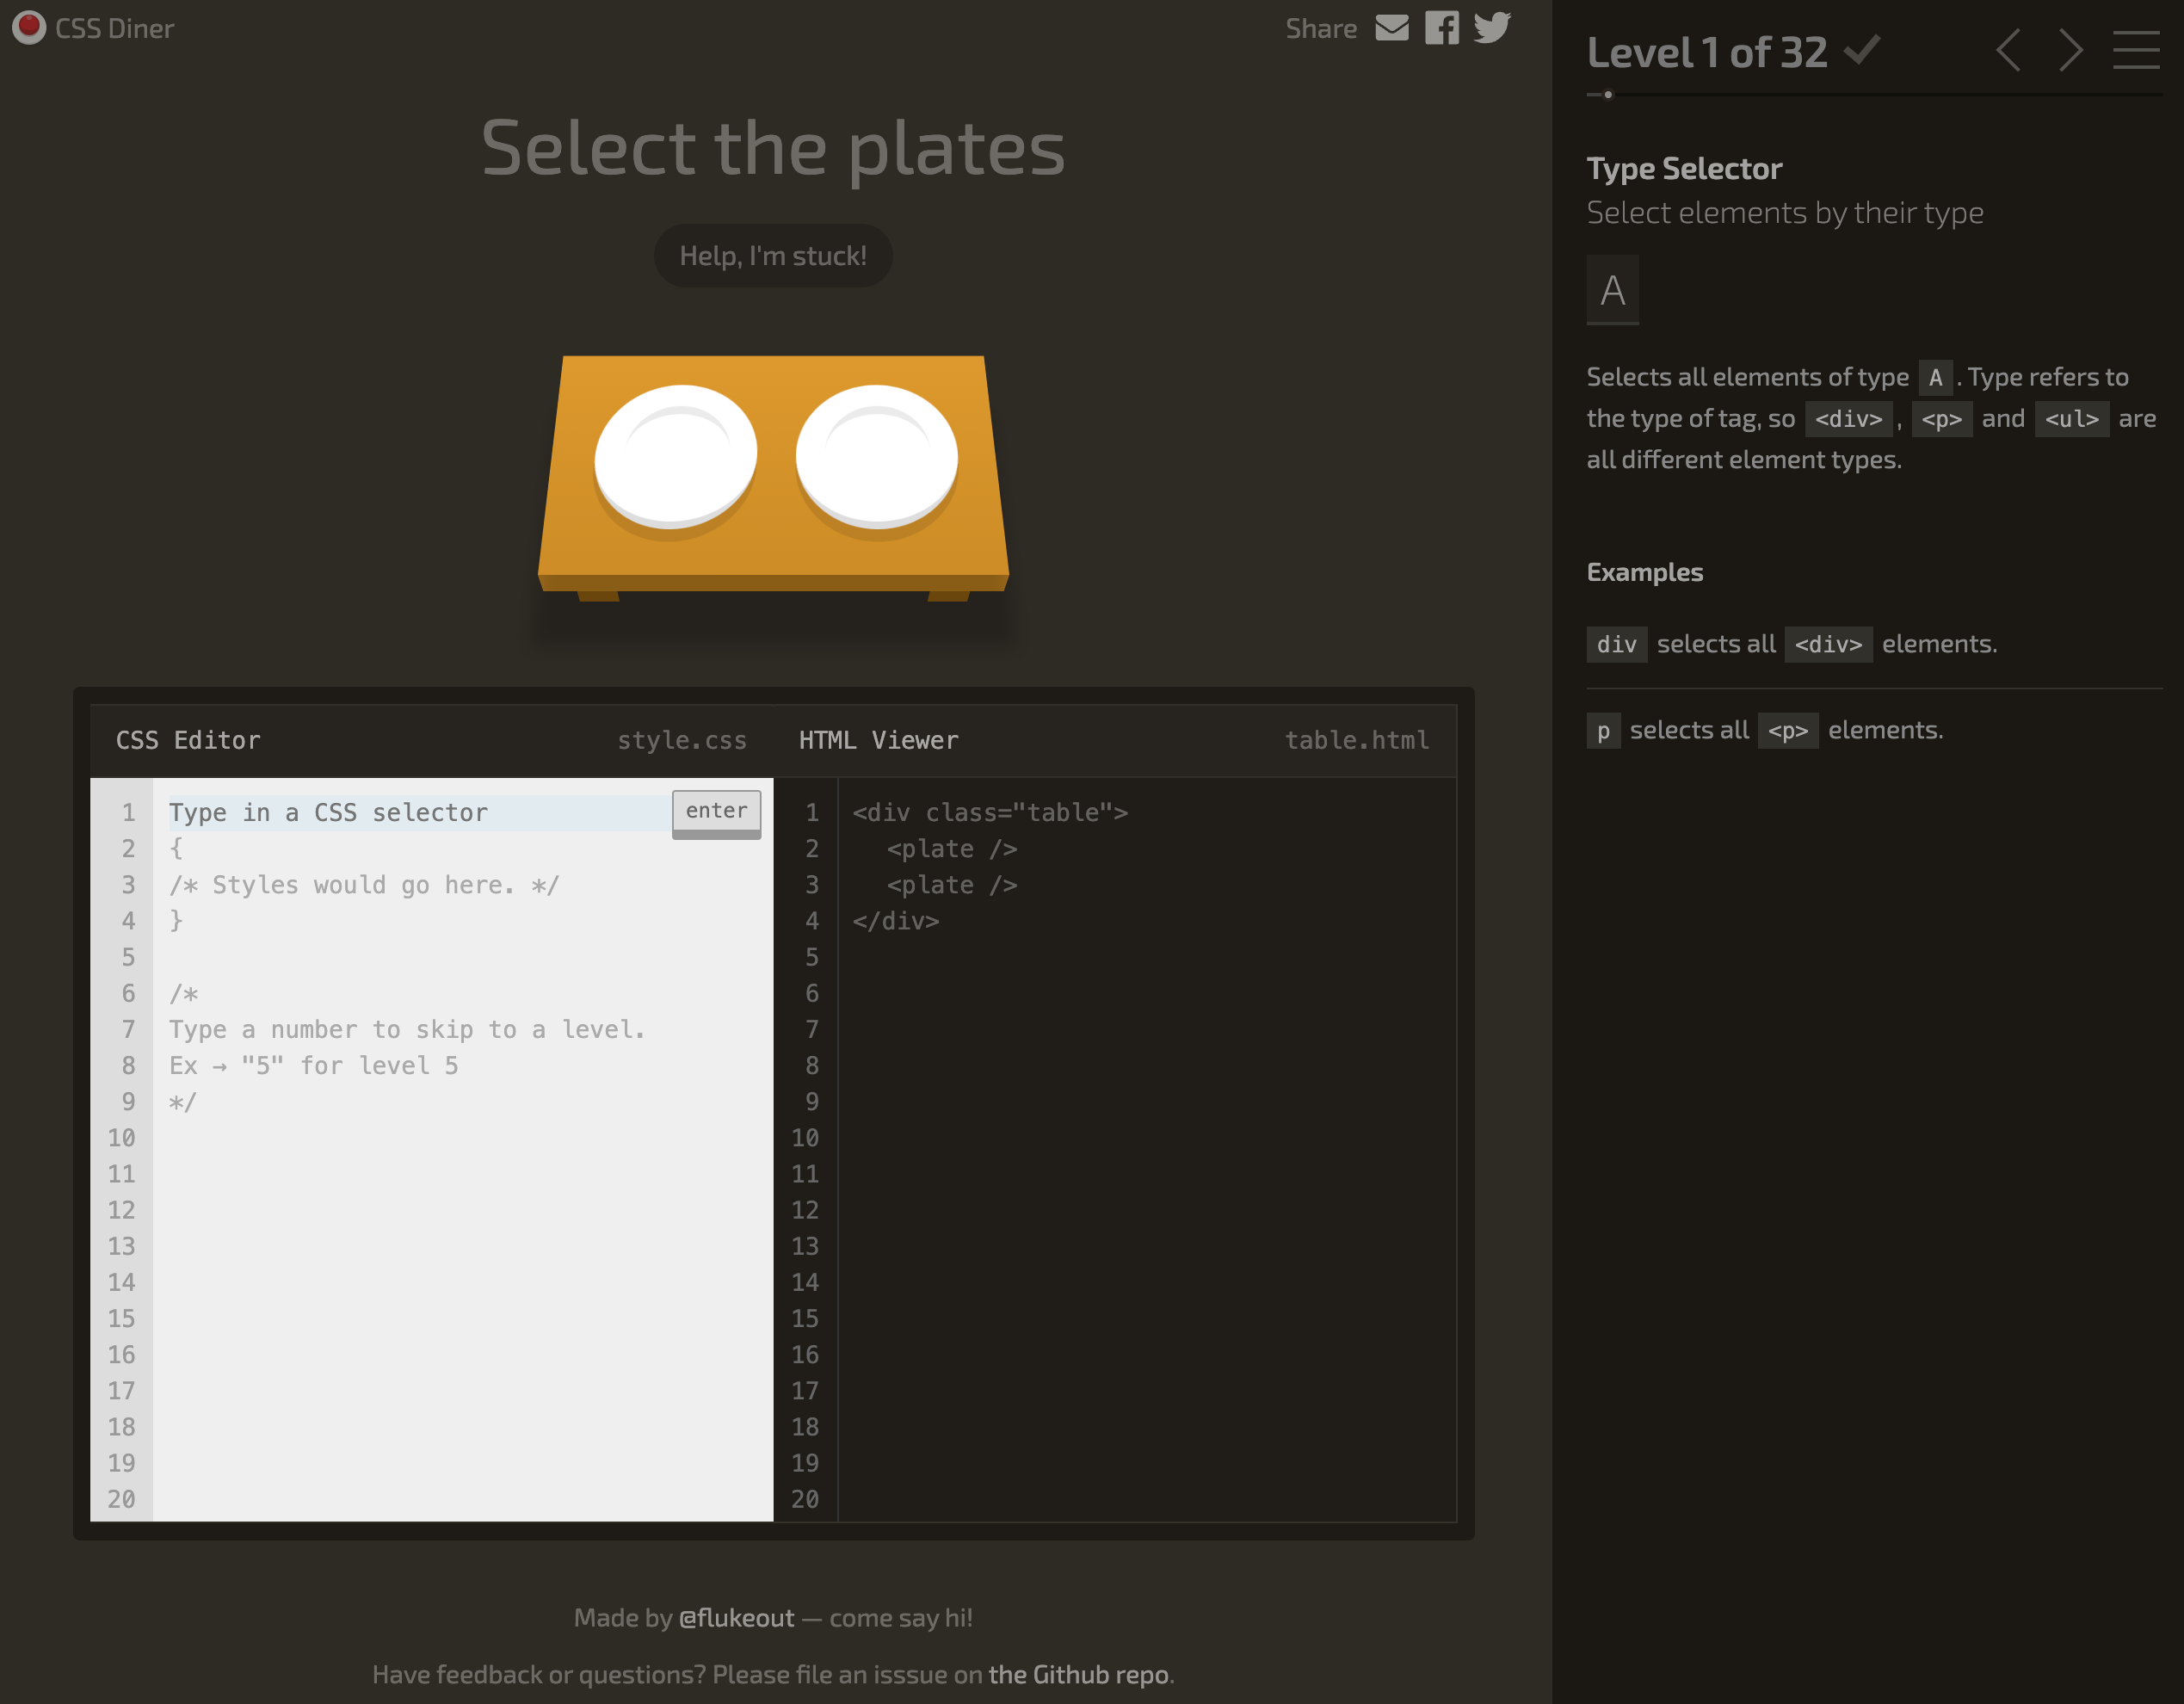 CSS Diner
Share
Select the plates
Help, I'm stuck!
CSS Editor style.css
1 Type in a CSS selector enter
2 {
3 /* Styles would go here. */
4 }
5
6 /*
7 Type a number to skip to a level.
8 Ex → "5" for level 5
9 */
10
11
12
13
14
15
16
17
18
19
20
HTML Viewer table.html
1 <div class="table">
2 <plate />
3 <plate />
4 </div>
5
6
7
8
9
10
11
12
13
14
15
16
17
18
19
20
Made by @flukeout — come say hi!
Have feedback or questions? Please file an isssue on the Github repo.
Level 1 of 32
Type Selector
Select elements by their type
A
Selects all elements of type A . Type refers to
the type of tag, so <div> , <p> and <ul> are
all different element types.
Examples
div selects all <div> elements.
p selects all <p> elements.